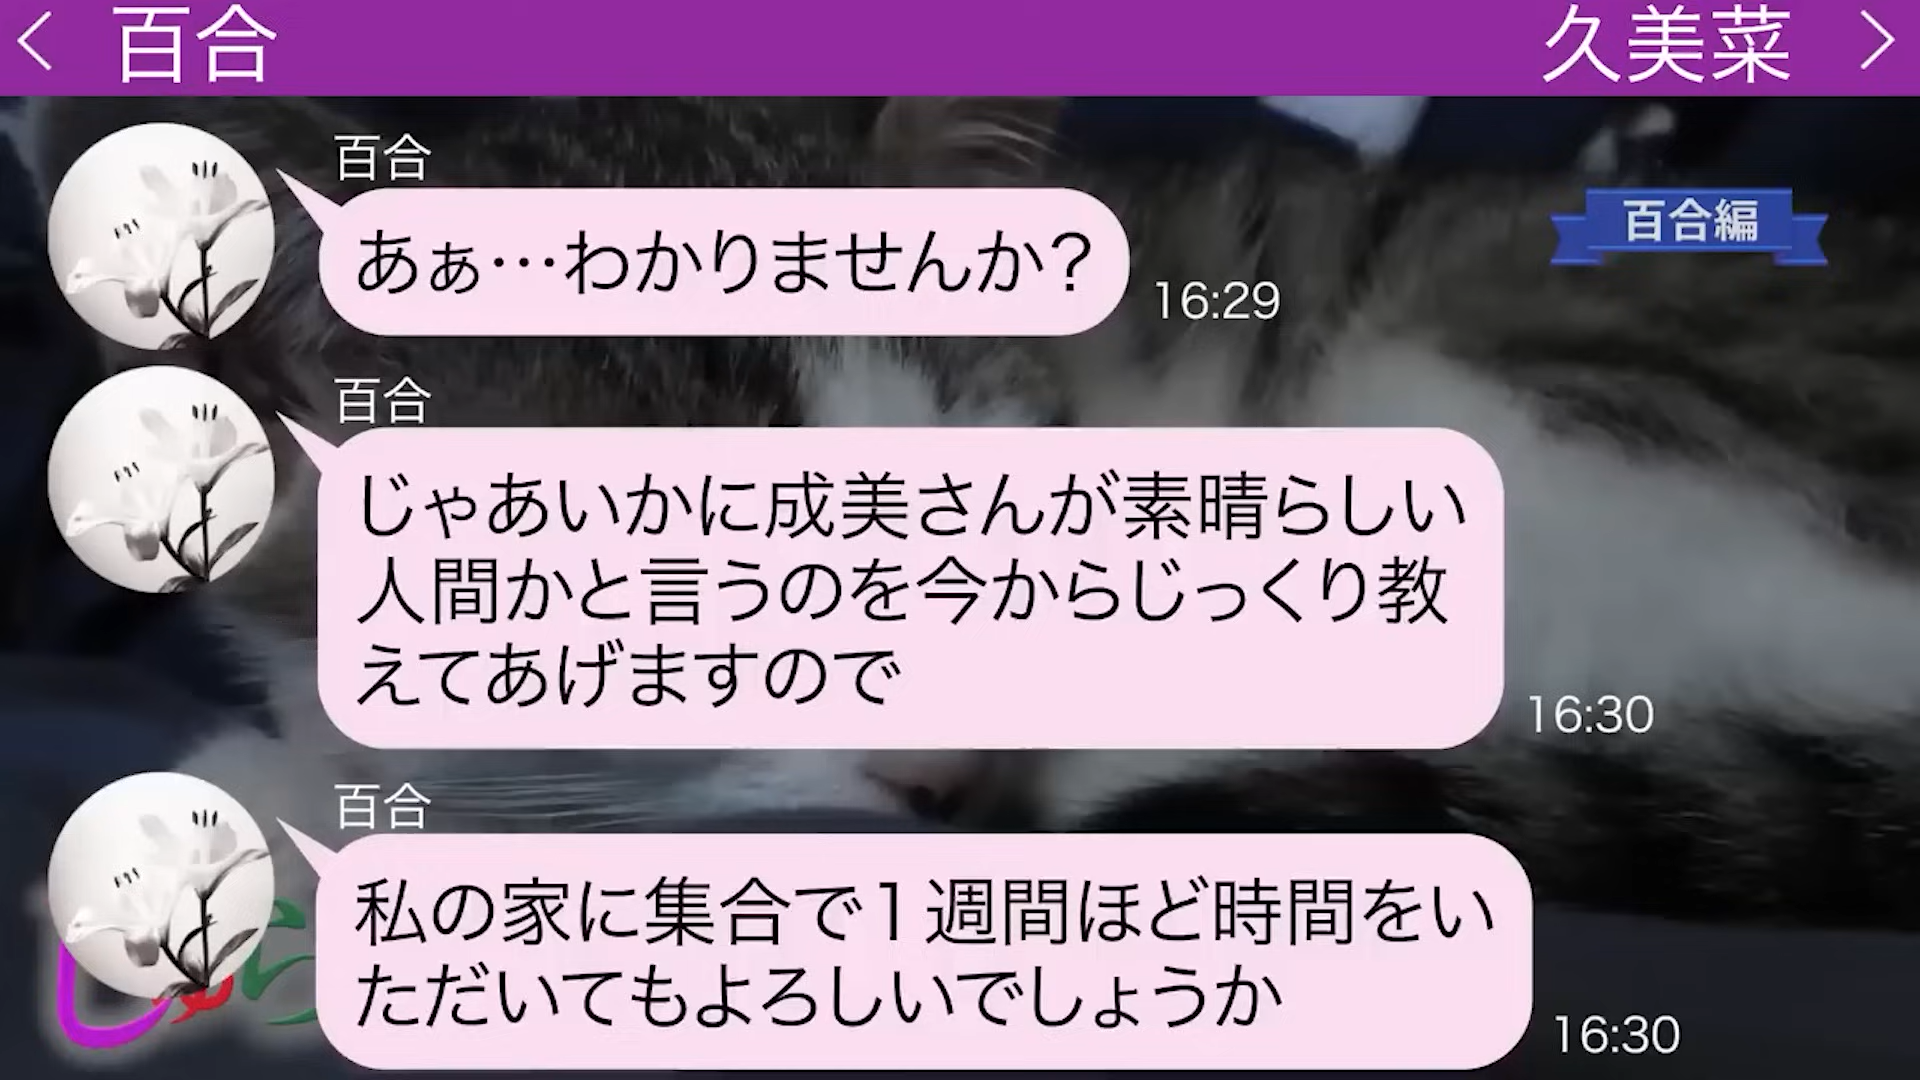 百合
久美菜
百合
あぁ…わかりませんか？
16:29
百合編
百合
じゃあいかに成美さんが素晴らしい
人間かと言うのを今からじっくり教
えてあげますので
16:30
百合
私の家に集合で1週間ほど時間をい
ただいてもよろしいでしょうか
16:30